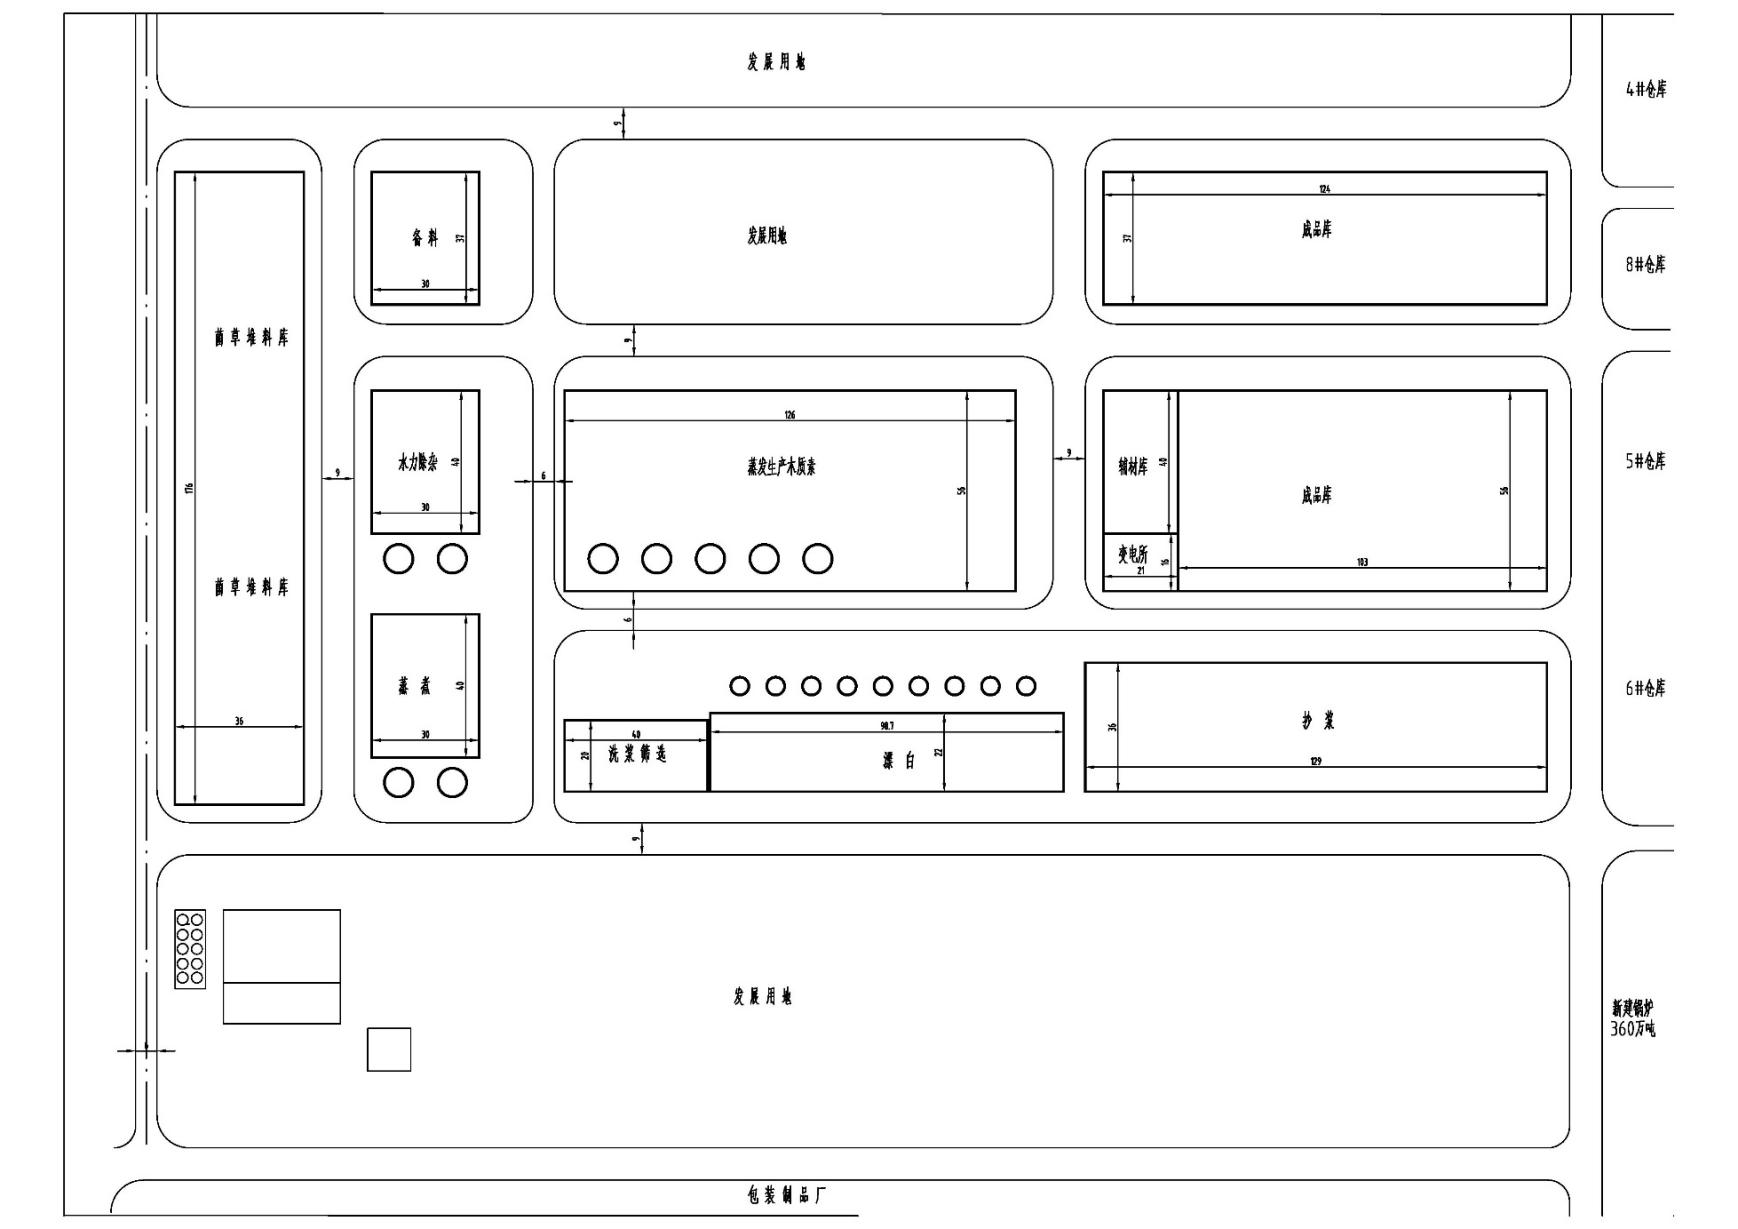 发展用地
4#仓库
9
备料
37
30
发展用地
124
37
成品库
8#仓库
菌草堆料库
9
176
水力除杂
40
30
9
6
126
蒸发生产木质素
56
9
辅材库
40
成品库
56
变电所
16
21
103
5#仓库
菌草堆料库
36
6
蒸煮
40
30
40
20
洗浆筛选
98.7
漂白
22
36
抄浆
129
6#仓库
9
发展用地
新建锅炉
360万吨
包装制品厂